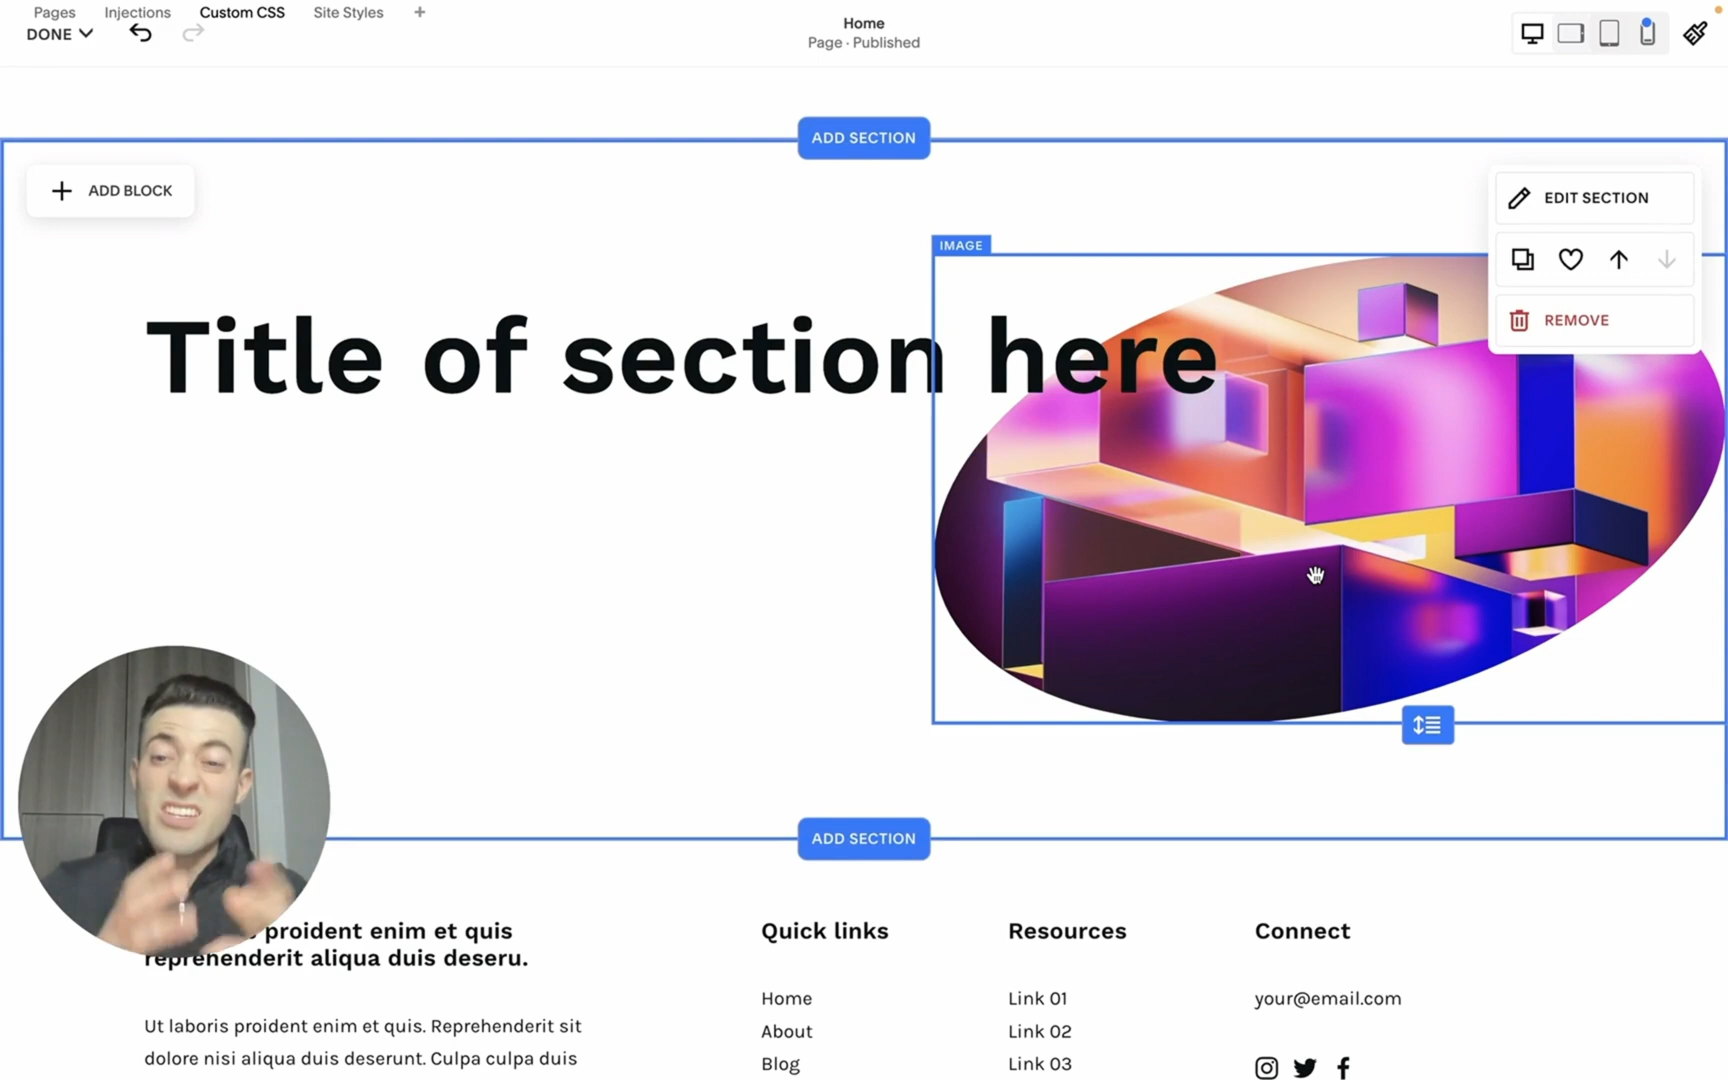 Pages
Injections
Custom CSS
Site Styles
DONE
Home
Page · Published
ADD SECTION
ADD BLOCK
EDIT SECTION
REMOVE
IMAGE
Title of section here
ADD SECTION
proident enim et quis
reprehenderit aliqua duis deseru.
Ut laboris proident enim et quis. Reprehenderit sit
dolore nisi aliqua duis deserunt. Culpa culpa duis
Quick links
Home
About
Blog
Resources
Link 01
Link 02
Link 03
Connect
your@email.com